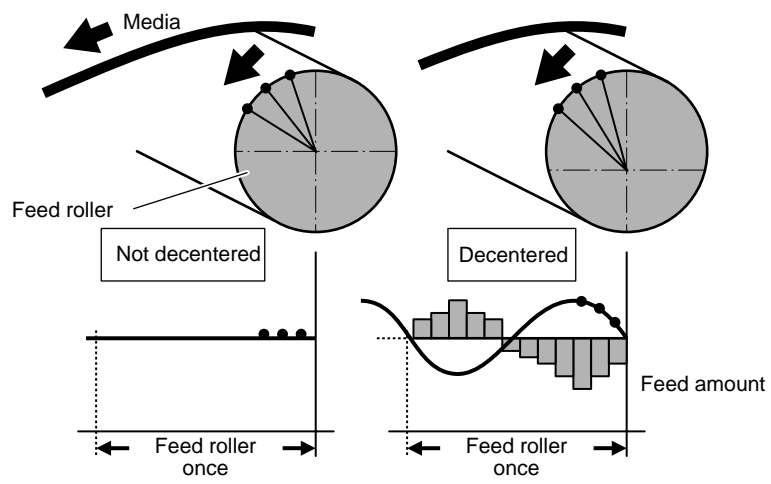 Media
Feed roller
Not decentered
Decentered
Feed amount
Feed roller
once
Feed roller
once